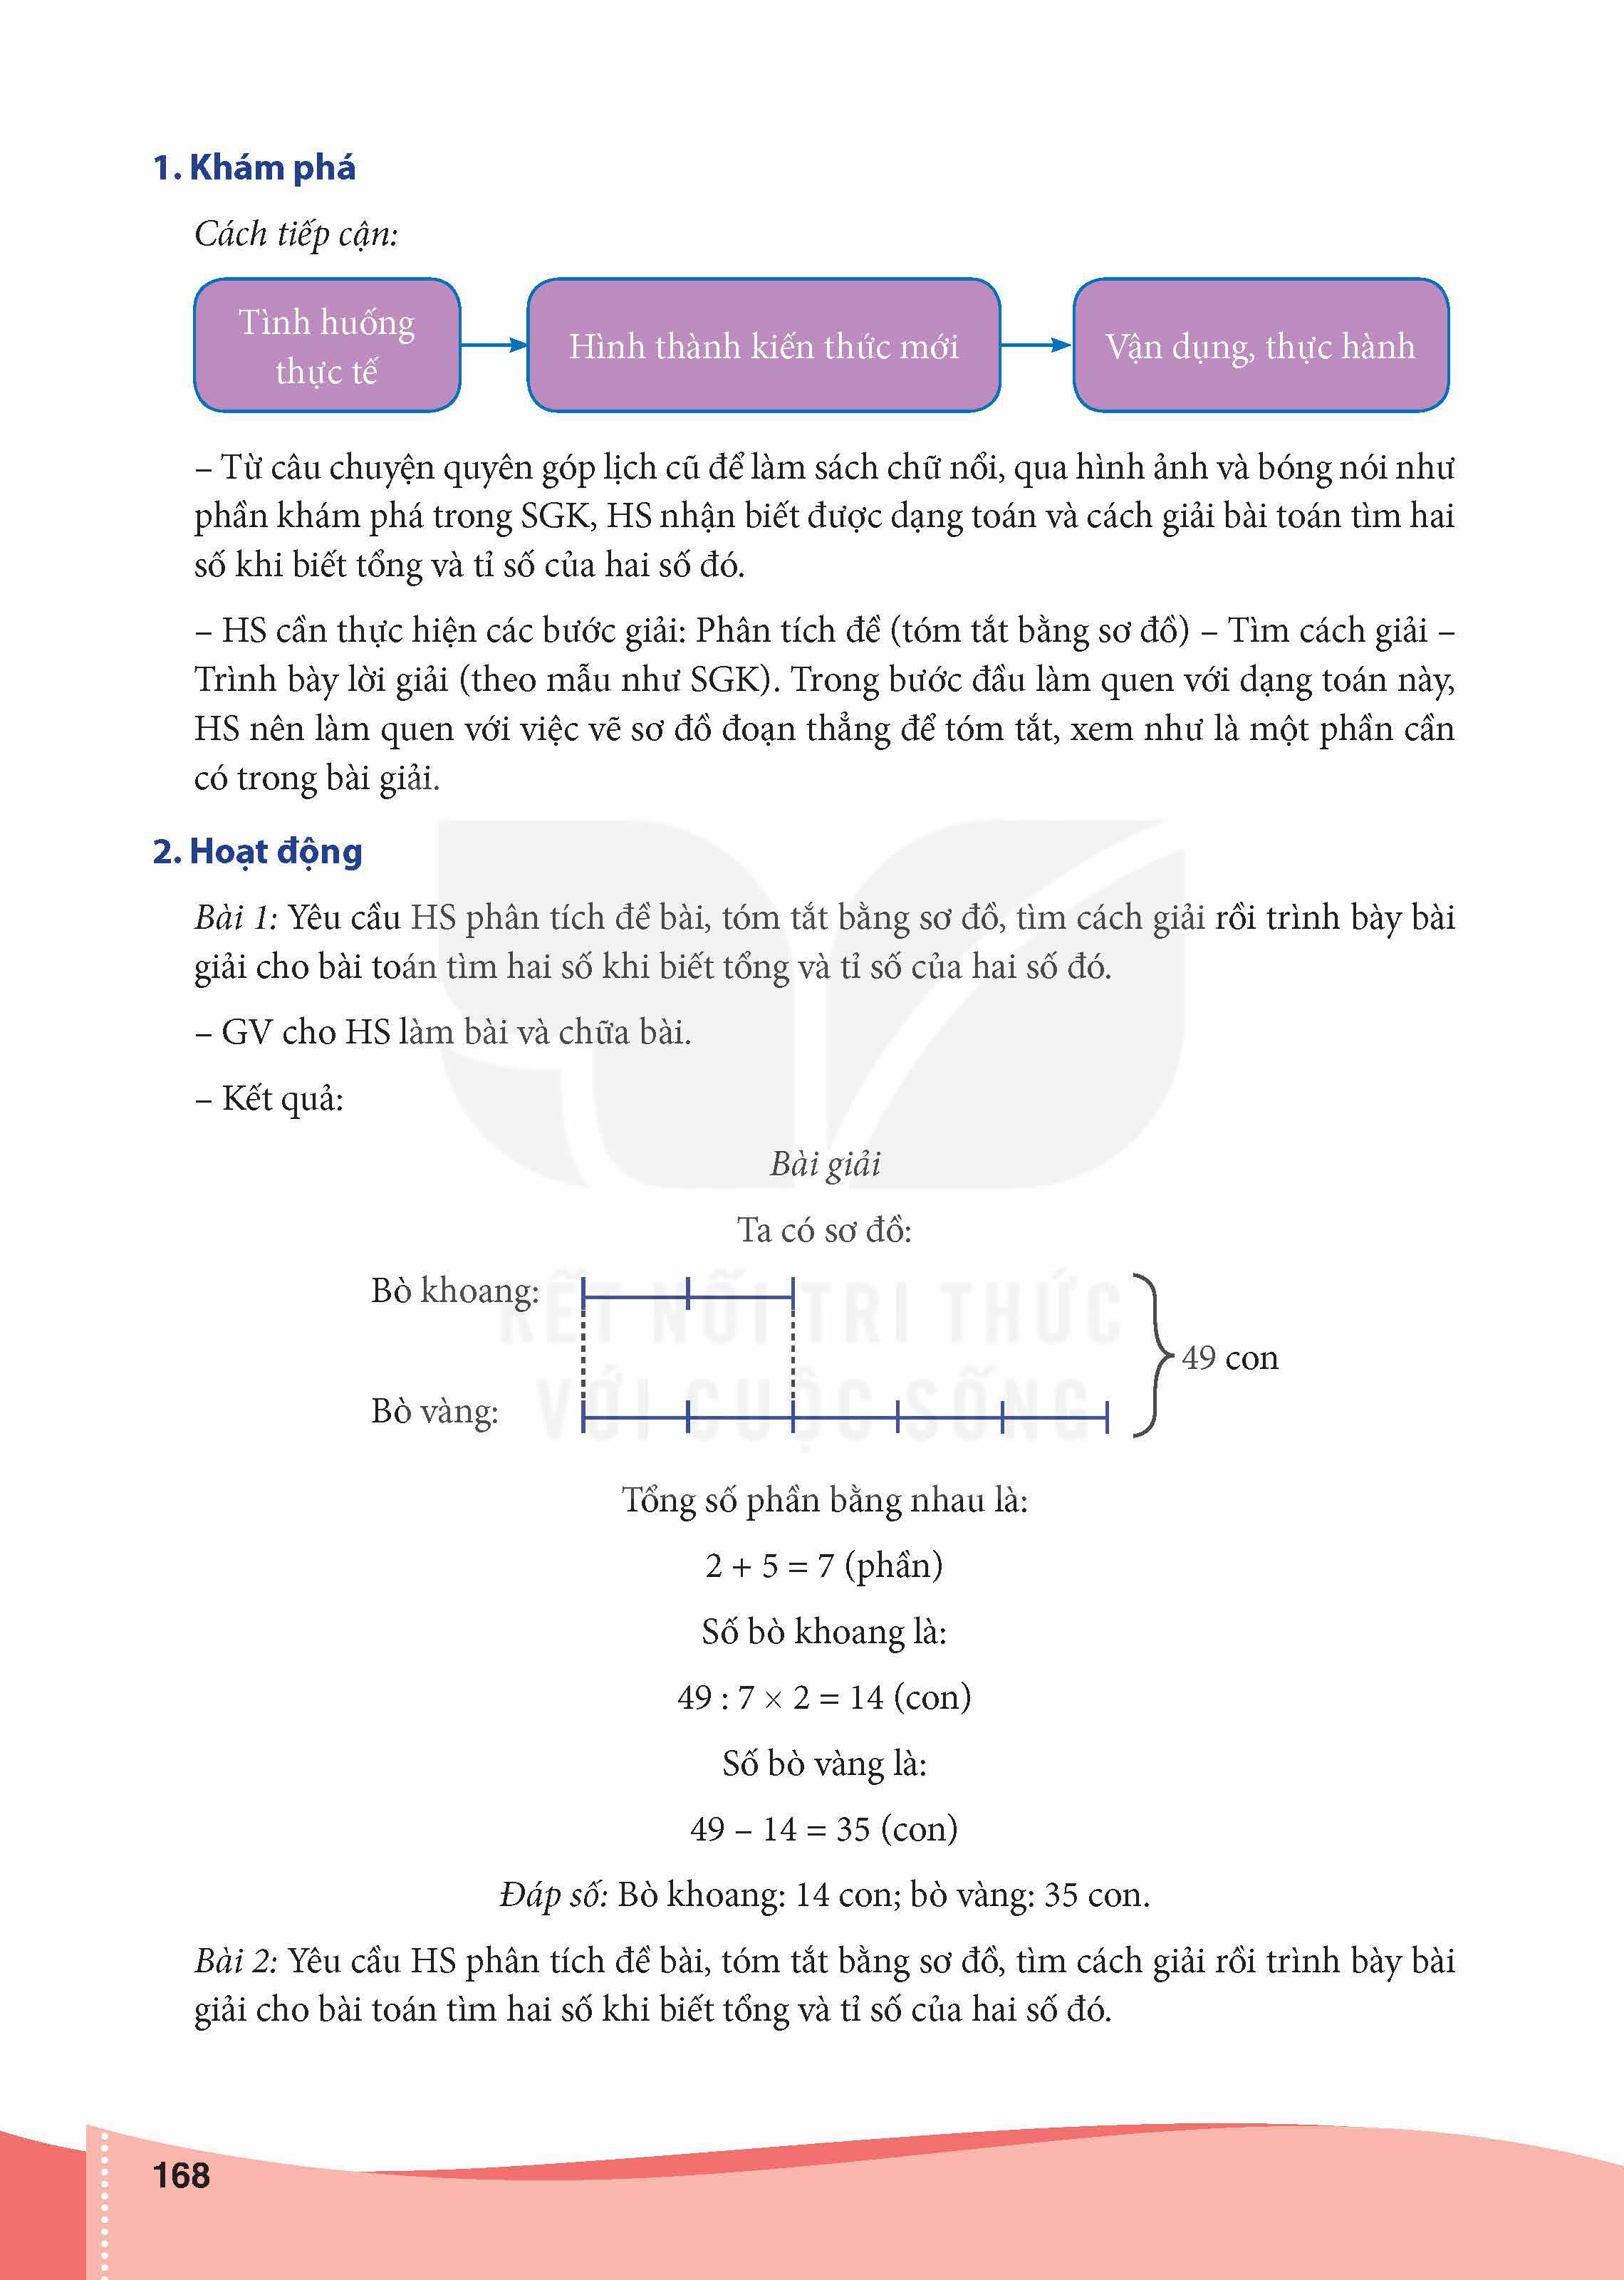 1. Khám phá
Cách tiếp cận:
Tình huống
thực tế
Hình thành kiến thức mới
Vận dụng, thực hành
– Từ câu chuyện quyên góp lịch cũ để làm sách chữ nổi, qua hình ảnh và bóng nói như
phần khám phá trong SGK, HS nhận biết được dạng toán và cách giải bài toán tìm hai
số khi biết tổng và tỉ số của hai số đó.
– HS cần thực hiện các bước giải: Phân tích đề (tóm tắt bằng sơ đồ) – Tìm cách giải –
Trình bày lời giải (theo mẫu như SGK). Trong bước đầu làm quen với dạng toán này,
HS nên làm quen với việc vẽ sơ đồ đoạn thẳng để tóm tắt, xem như là một phần cần
có trong bài giải.
2. Hoạt động
Bài 1: Yêu cầu HS phân tích đề bài, tóm tắt bằng sơ đồ, tìm cách giải rồi trình bày bài
giải cho bài toán tìm hai số khi biết tổng và tỉ số của hai số đó.
– GV cho HS làm bài và chữa bài.
– Kết quả:
Bài giải
Ta có sơ đồ:
Bò khoang:
KẾT NỐI TRI THỨC
49 con
VỚI CUỘC SỐNG
Bò vàng:
Tổng số phần bằng nhau là:
2 + 5 = 7 (phần)
Số bò khoang là:
49 : 7 × 2 = 14 (con)
Số bò vàng là:
49 – 14 = 35 (con)
Đáp số: Bò khoang: 14 con; bò vàng: 35 con.
Bài 2: Yêu cầu HS phân tích đề bài, tóm tắt bằng sơ đồ, tìm cách giải rồi trình bày bài
giải cho bài toán tìm hai số khi biết tổng và tỉ số của hai số đó.
168